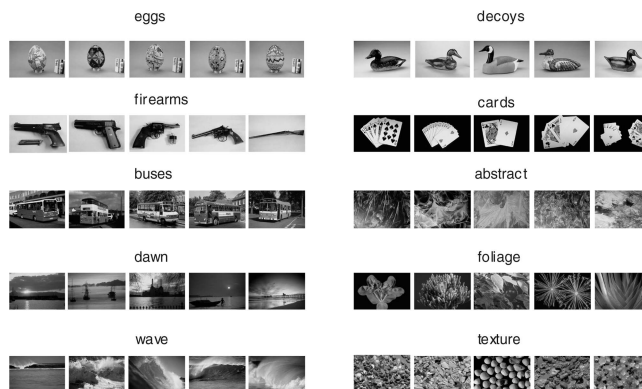 eggs
decoys
firearms
cards
buses
abstract
dawn
foliage
wave
texture